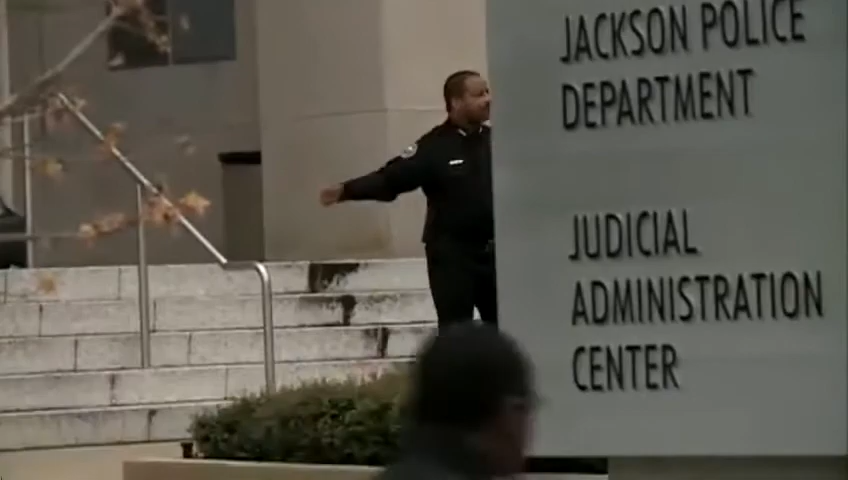 JACKSON POLICE
DEPARTMENT
JUDICIAL
ADMINISTRATION
CENTER